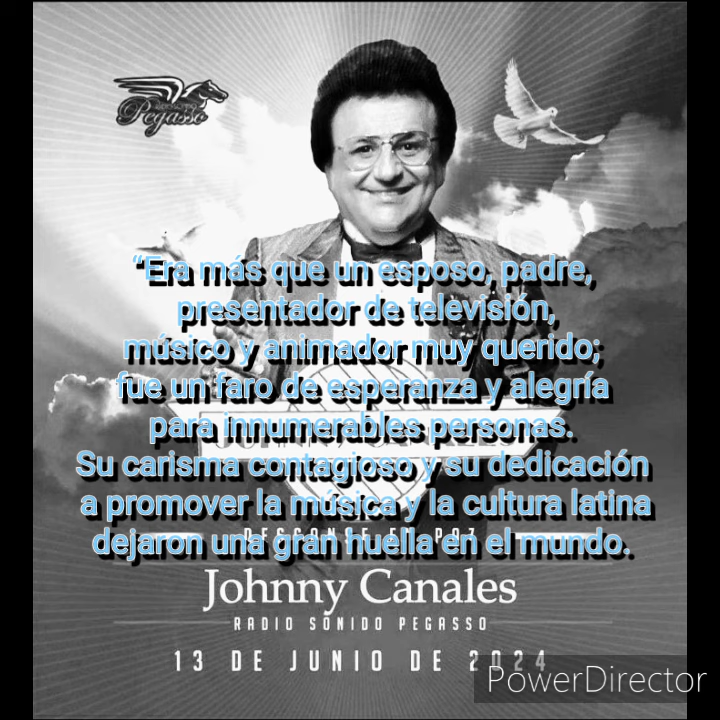 Pegasso
"Era más que un esposo, padre,
presentador de televisión,
músico y animador muy querido;
fue un faro de esperanza y alegría
para innumerables personas.
Su carisma contagioso y su dedicación
a promover la música y la cultura latina
dejaron una gran huella en el mundo.
Johnny Canales
RADIO SONIDO PEGASSO
13 DE JUNIO DE 2024
PowerDirector